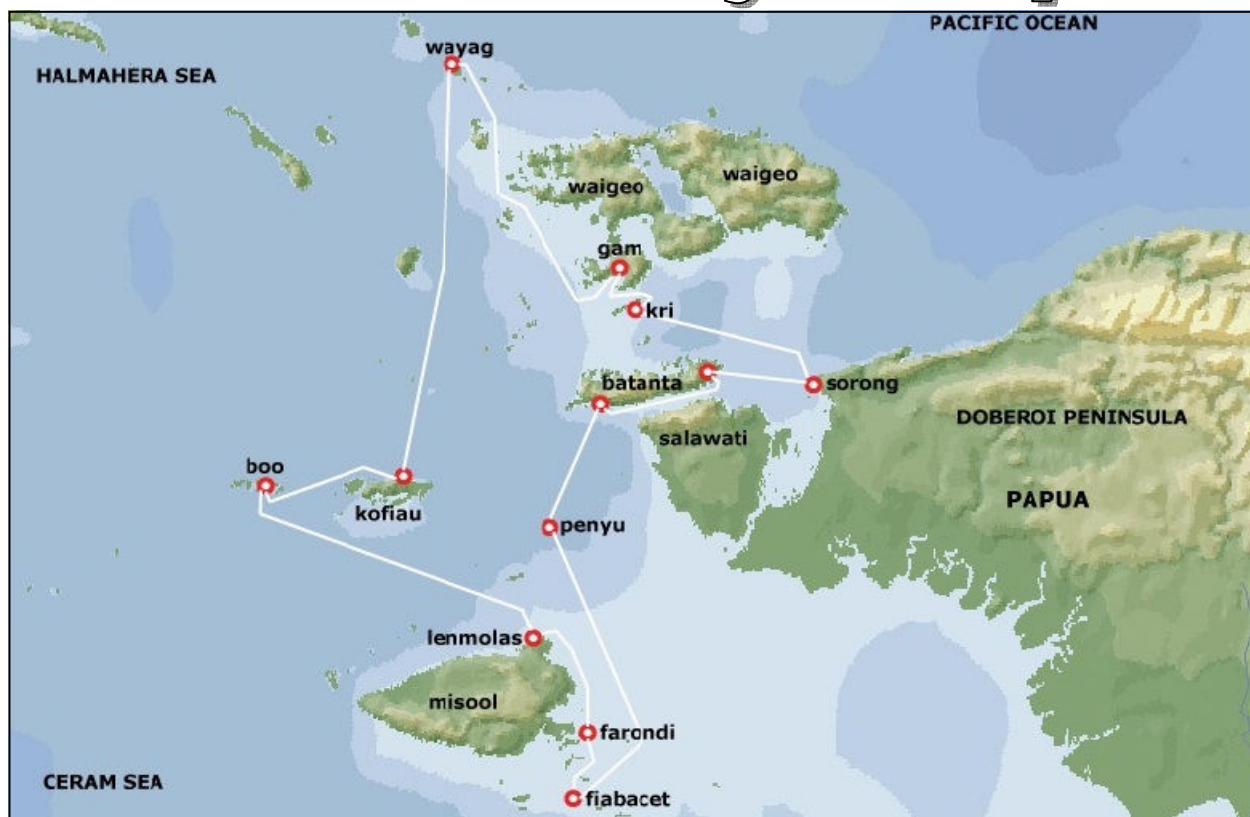 PACIFIC OCEAN
wayag
HALMAHERA SEA
waigeo
waigeo
gam
kri
batanta
sorong
DOBEROI PENINSULA
salawati
boo
kofiau
PAPUA
penyu
lenmolas
misool
farondi
CERAM SEA
fiabacet